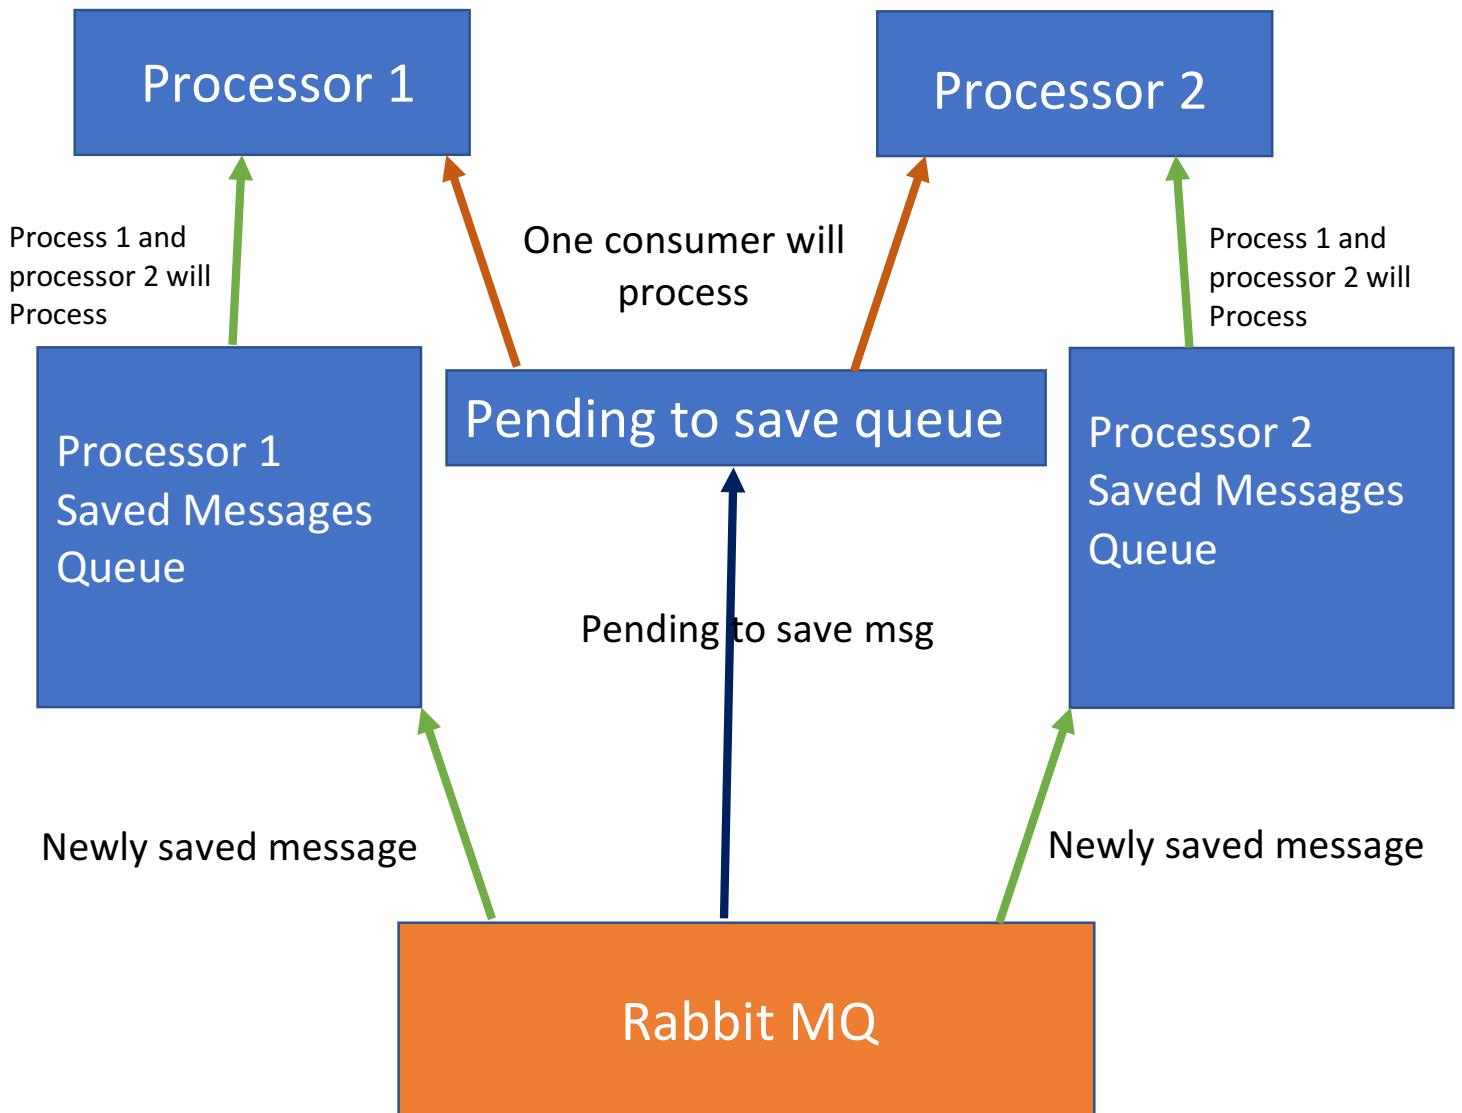 Processor 1
Processor 2
Process 1 and
processor 2 will
Process
One consumer will
process
Process 1 and
processor 2 will
Process
Processor 1
Saved Messages
Queue
Pending to save queue
Processor 2
Saved Messages
Queue
Pending to save msg
Newly saved message
Newly saved message
Rabbit MQ